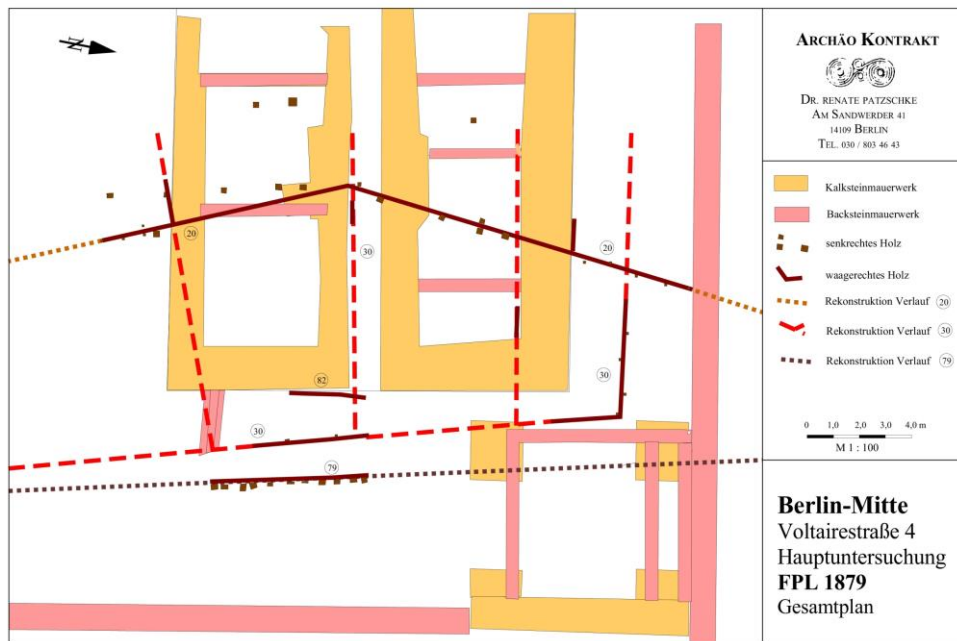 N
20
30
20
82
30
30
79
ARCHÄO KONTRAKT
DR. RENATE PATZSCHKE
AM SANDWERDER 41
14109 BERLIN
TEL. 030 / 803 46 43
Kalksteinmauerwerk
Backsteinmauerwerk
senkrechtes Holz
waagerechtes Holz
Rekonstruktion Verlauf 20
Rekonstruktion Verlauf 30
Rekonstruktion Verlauf 79
0 1,0 2,0 4,0 m
M 1 : 100
Berlin-Mitte
Voltairestraße 4
Hauptuntersuchung
FPL 1879
Gesamtplan